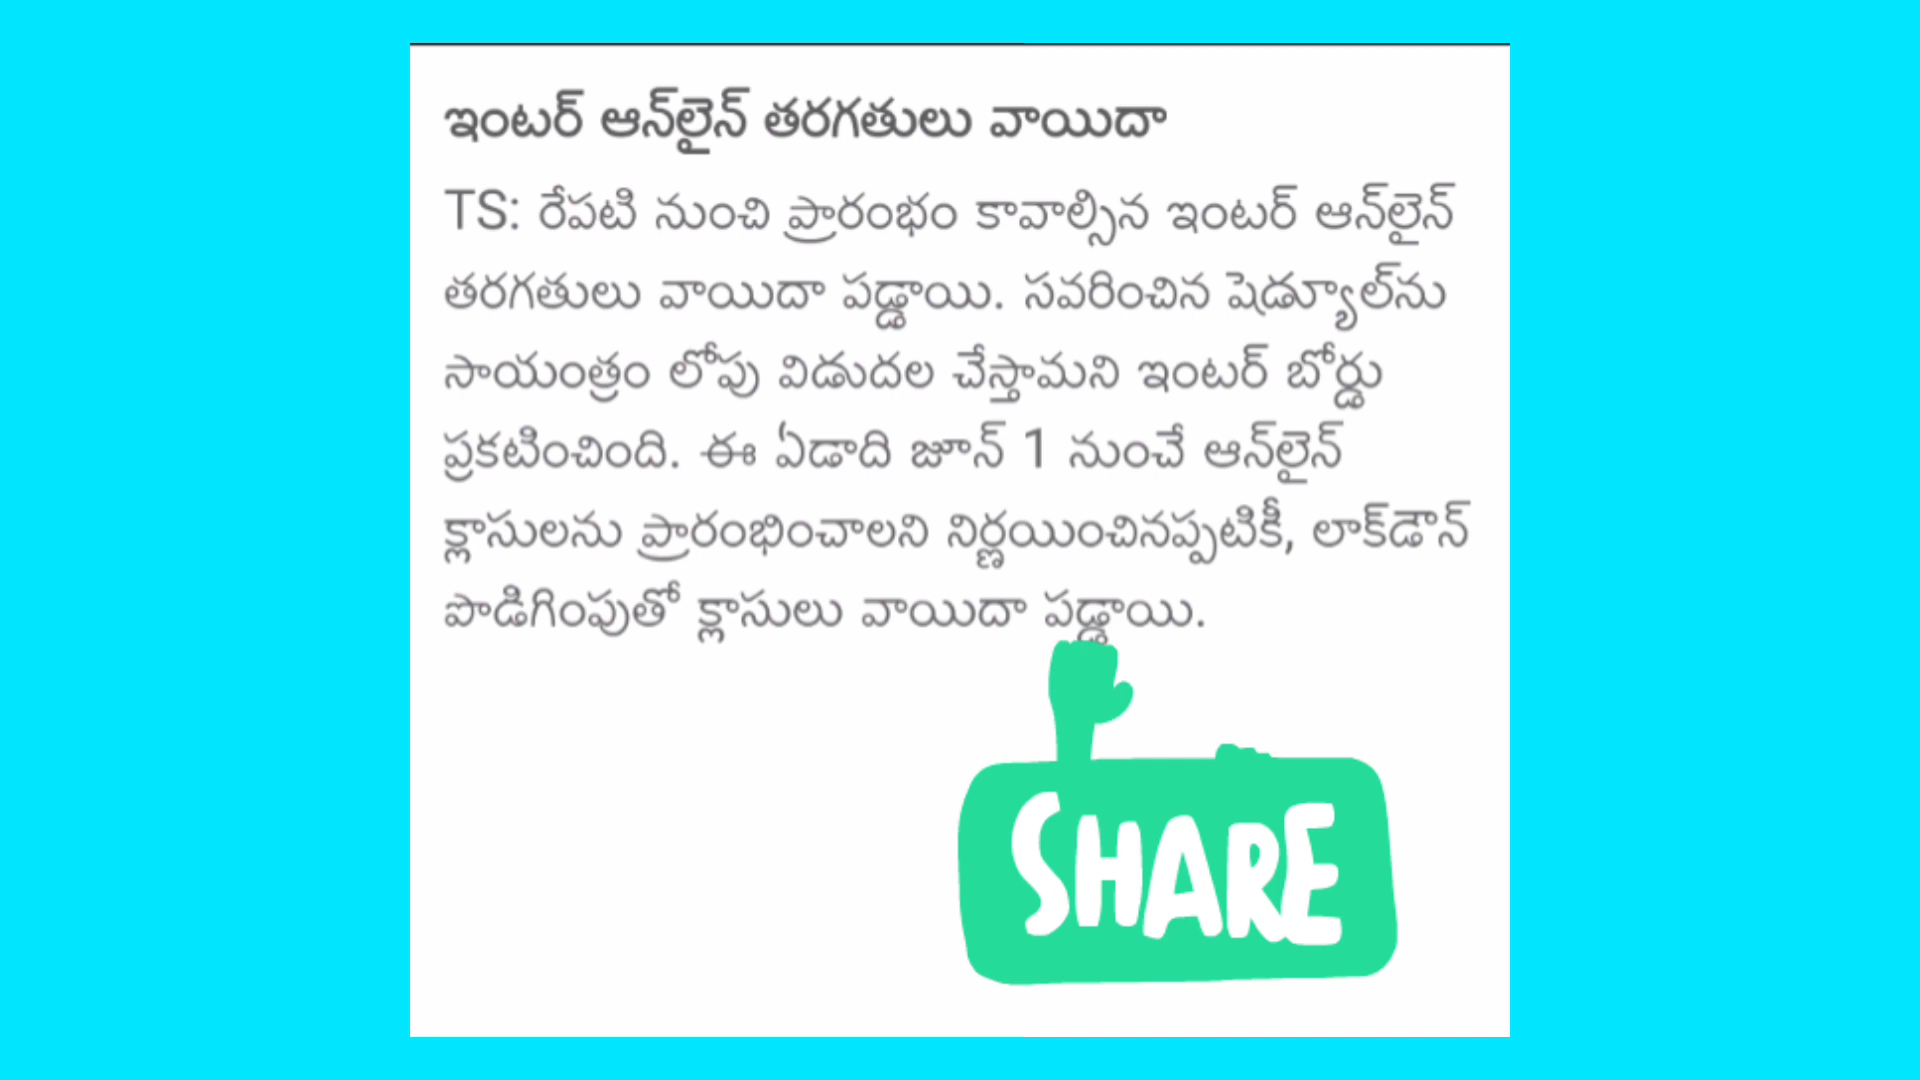 ఇంటర్ ఆన్‌లైన్ తరగతులు వాయిదా
TS: రేపటి నుంచి ప్రారంభం కావాల్సిన ఇంటర్ ఆన్‌లైన్
తరగతులు వాయిదా పడ్డాయి. సవరించిన షెడ్యూల్‌ను
సాయంత్రం లోపు విడుదల చేస్తామని ఇంటర్ బోర్డు
ప్రకటించింది. ఈ ఏడాది జూన్ 1 నుంచే ఆన్‌లైన్
క్లాసులను ప్రారంభించాలని నిర్ణయించినప్పటికీ, లాక్‌డౌన్
పొడిగింపుతో క్లాసులు వాయిదా పడ్డాయి.
SHARE